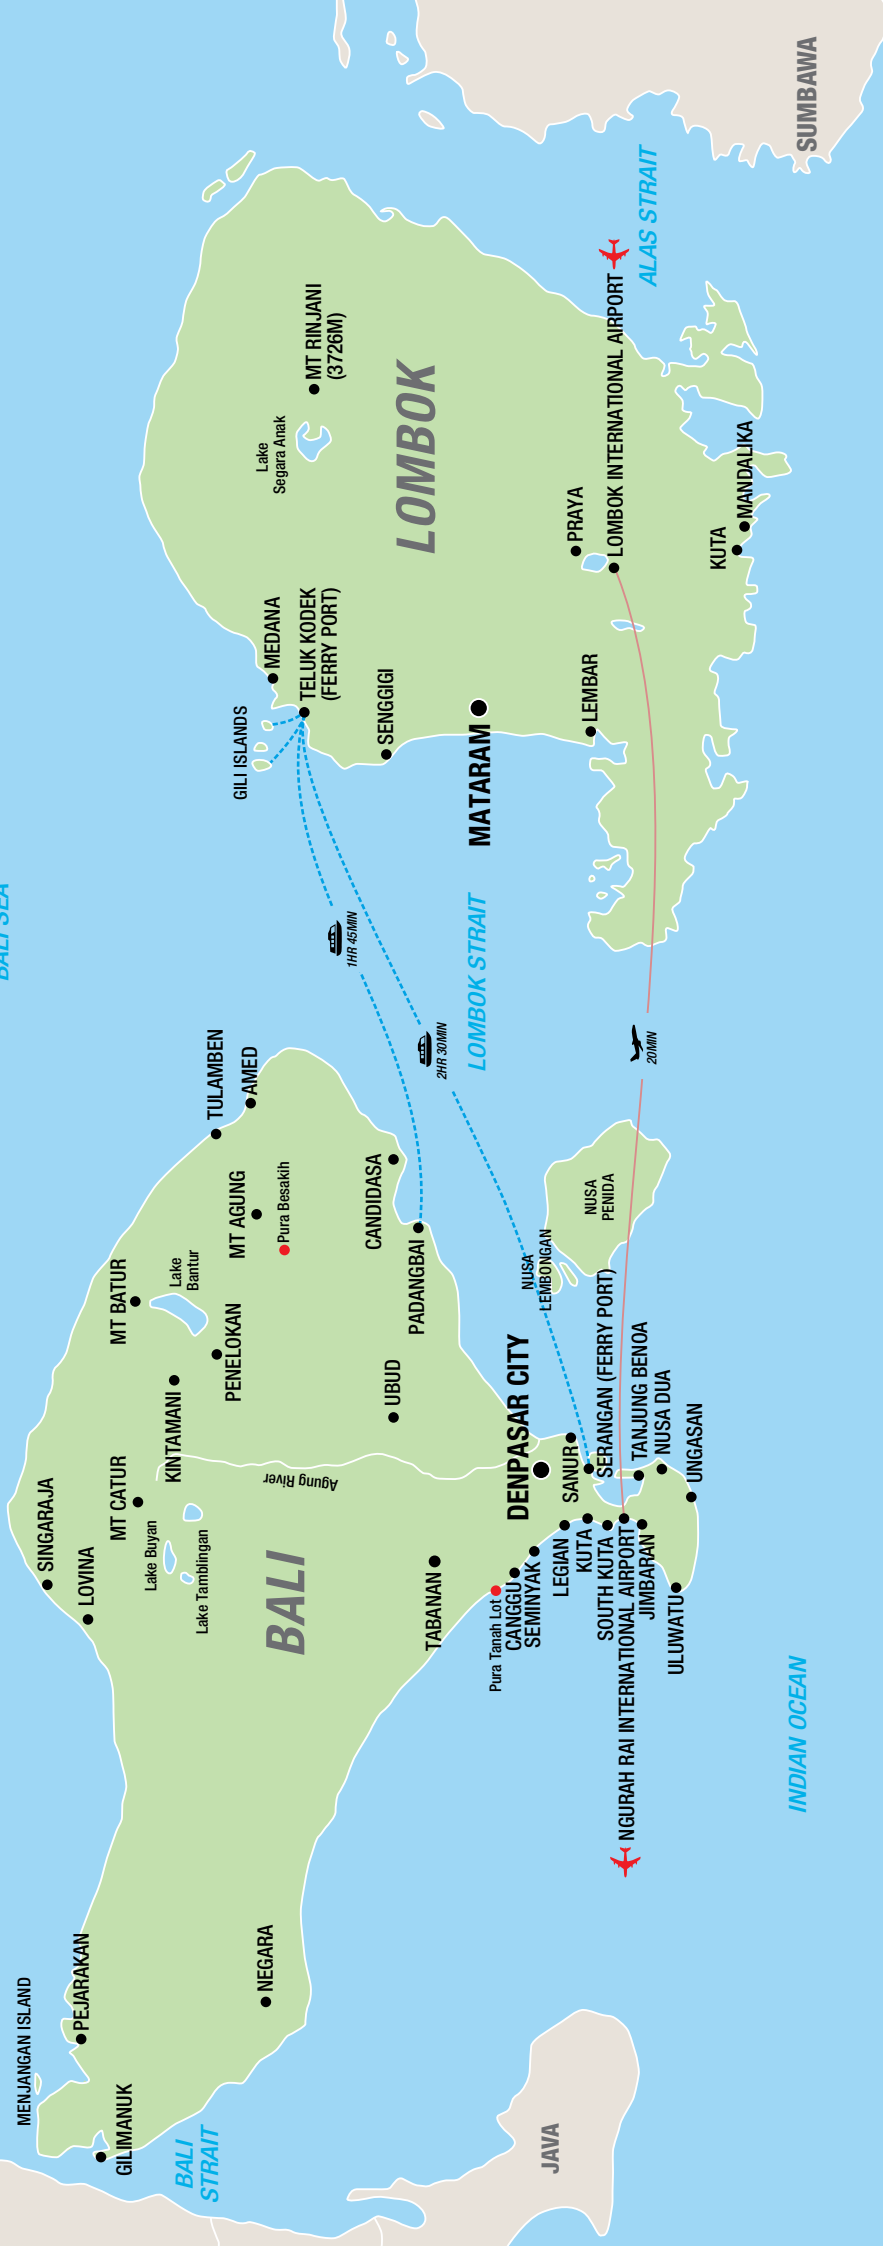 BALI SEA
MENJANGAN ISLAND
PEJARAKAN
GILIMANUK
BALI
STRAIT
NEGARA
JAVA
SINGARAJA
LOVINA
MT CATUR
Lake Buyan
Lake Tamblingan
KINTAMANI
MT BATUR
Lake
Bantur
PENELOKAN
TULAMBEN
AMED
MT AGUNG
Pura Besakih
CANDIDASA
PADANGBAI
UBUD
Agung River
BALI
TABANAN
Pura Tanah Lot
CANGGU
SEMINYAK
LEGIAN
KUTA
SOUTH KUTA
NGURAH RAI INTERNATIONAL AIRPORT
JIMBARAN
ULUWATU
DENPASAR CITY
SANUR
SERANGAN (FERRY PORT)
TANJUNG BENOA
NUSA DUA
UNGASAN
NUSA
LEMBONGAN
NUSA
PENIDA
INDIAN OCEAN
1HR 45MIN
2HR 30MIN
20MIN
LOMBOK STRAIT
GILI ISLANDS
MEDANA
TELUK KODEK
(FERRY PORT)
SENGGIGI
MATARAM
LEMBAR
Lake
Segara Anak
MT RINJANI
(3726M)
LOMBOK
PRAYA
LOMBOK INTERNATIONAL AIRPORT
KUTA
MANDALIKA
ALAS STRAIT
SUMBAWA